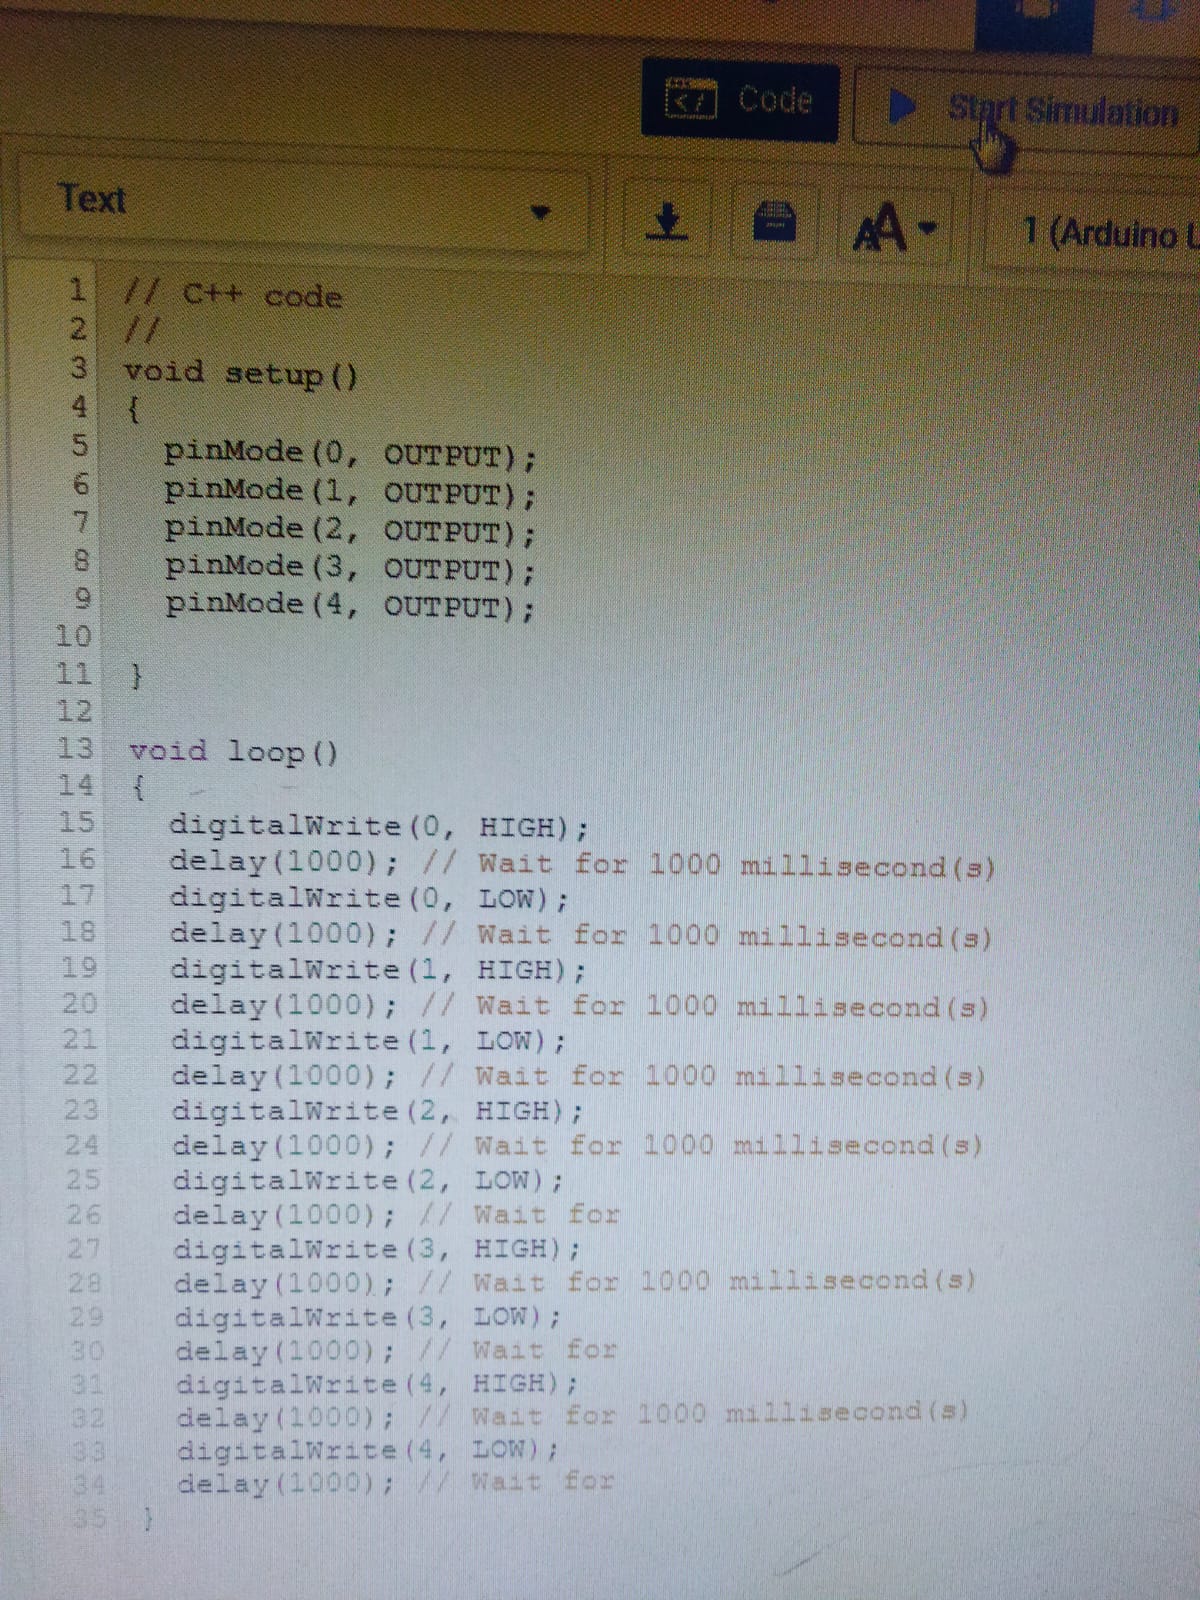 Code
Start Simulation
Text
AA
1 (Arduino
1 // C++ code
2 //
3 void setup()
4 {
5 pinMode(0, OUTPUT);
6 pinMode(1, OUTPUT);
7 pinMode(2, OUTPUT);
8 pinMode(3, OUTPUT);
9 pinMode(4, OUTPUT);
10
11 }
12
13 void loop()
14 {
15 digitalWrite(0, HIGH);
16 delay(1000); // Wait for 1000 millisecond(s)
17 digitalWrite(0, LOW);
18 delay(1000); // Wait for 1000 millisecond(s)
19 digitalWrite(1, HIGH);
20 delay(1000); // Wait for 1000 millisecond(s)
21 digitalWrite(1, LOW);
22 delay(1000); // Wait for 1000 millisecond(s)
23 digitalWrite(2, HIGH);
24 delay(1000); // Wait for 1000 millisecond(s)
25 digitalWrite(2, LOW);
26 delay(1000); // Wait for
27 digitalWrite(3, HIGH);
28 delay(1000); // Wait for 1000 millisecond(s)
29 digitalWrite(3, LOW);
30 delay(1000); // Wait for
31 digitalWrite(4, HIGH);
32 delay(1000); // Wait for 1000 millisecond(s)
33 digitalWrite(4, LOW);
34 delay(1000); // Wait for
35 }